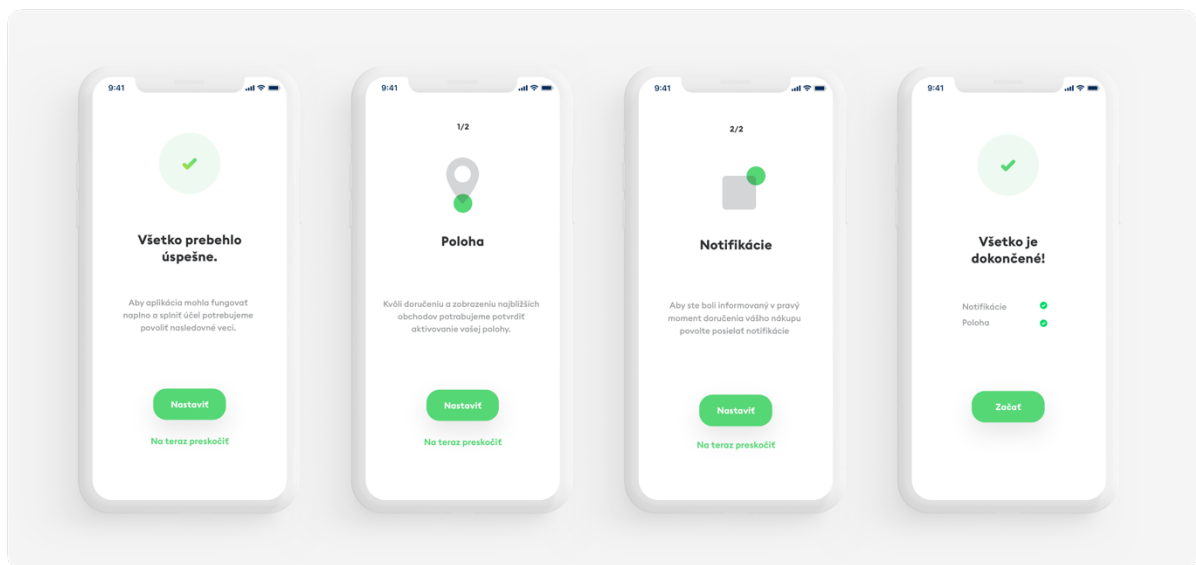 9:41
Všetko prebehlo
úspešne.
Aby aplikácia mohla fungovať
naplno a splniť účel potrebujeme
povoliť nasledovné veci.
Nastaviť
Na teraz preskočiť
9:41
1/2
Poloha
Kvôli doručeniu a zobrazeniu najbližších
obchodov potrabujeme potvrdiť
aktivovanie vašej polohy.
Nastaviť
Na teraz preskočiť
9:41
2/2
Notifikácie
Aby ste boli informovaný v pravý
moment doručenia vášho nákupu
povolte posielať notifikácie
Nastaviť
Na teraz preskočiť
9:41
Všetko je
dokončené!
Notifikácie
Poloha
Začať